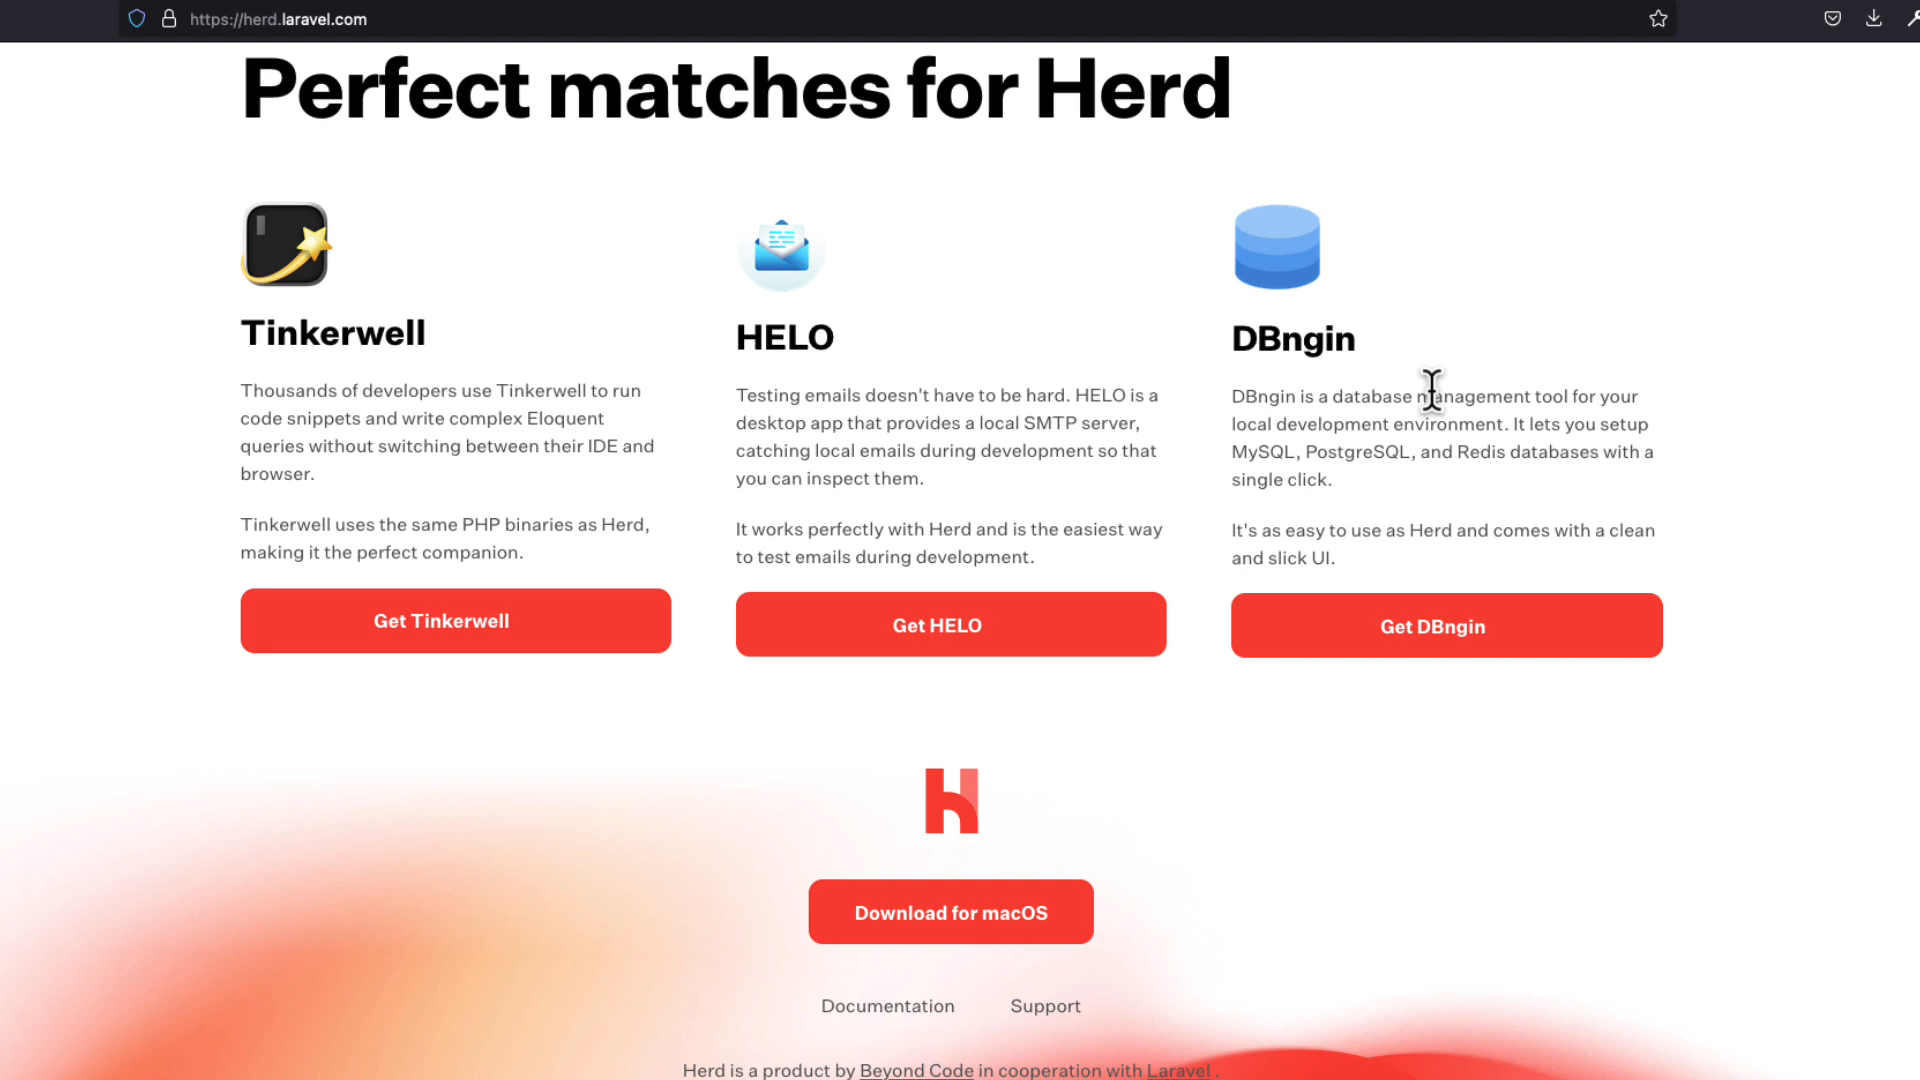 https://herd.laravel.com
Perfect matches for Herd
Tinkerwell
Thousands of developers use Tinkerwell to run
code snippets and write complex Eloquent
queries without switching between their IDE and
browser.
Tinkerwell uses the same PHP binaries as Herd,
making it the perfect companion.
Get Tinkerwell
HELO
Testing emails doesn't have to be hard. HELO is a
desktop app that provides a local SMTP server,
catching local emails during development so that
you can inspect them.
It works perfectly with Herd and is the easiest way
to test emails during development.
Get HELO
DBngin
DBngin is a database management tool for your
local development environment. It lets you setup
MySQL, PostgreSQL, and Redis databases with a
single click.
It's as easy to use as Herd and comes with a clean
and slick UI.
Get DBngin
Download for macOS
Documentation Support
Herd is a product by Beyond Code in cooperation with Laravel .